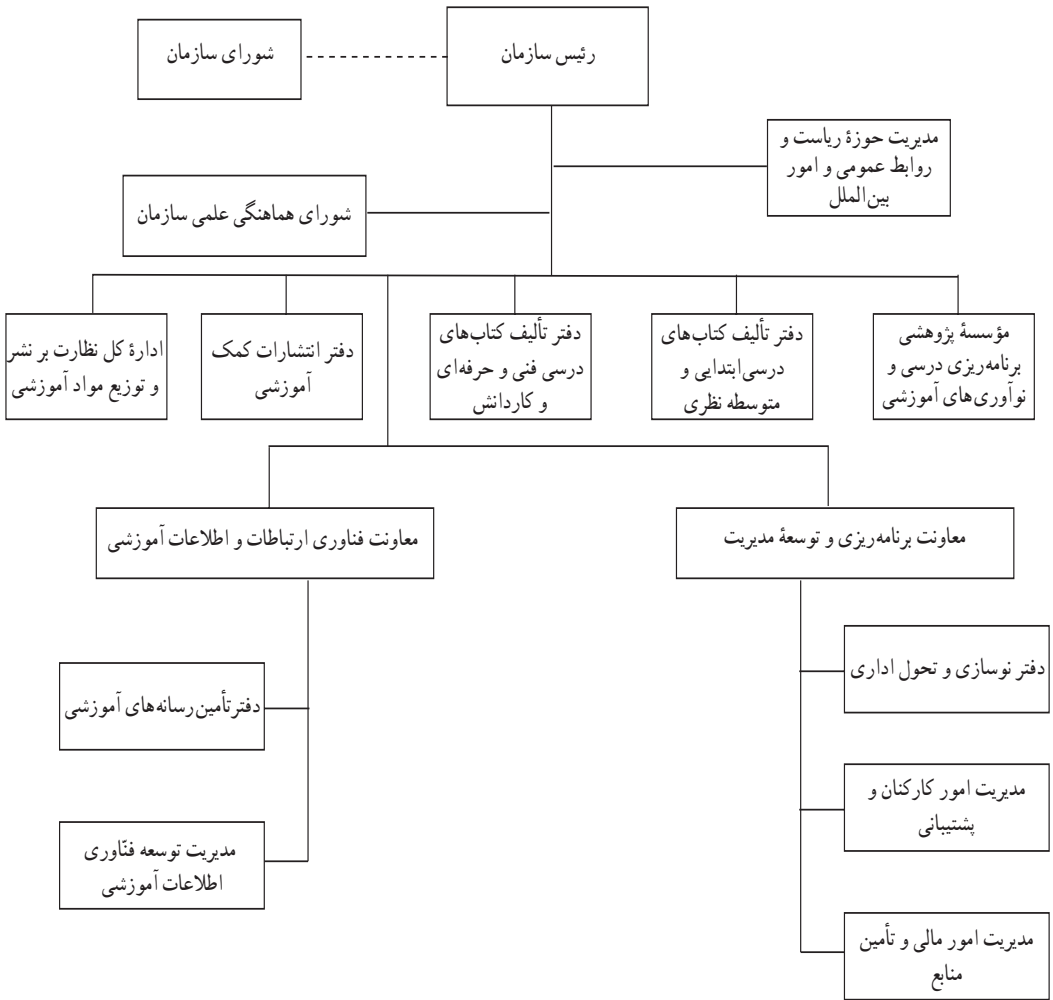 رئیس سازمان
شورای سازمان
مدیریت حوزهٔ ریاست و
روابط عمومی و امور
بین‌الملل
شورای هماهنگی علمی سازمان
مؤسسهٔ پژوهشی
برنامه‌ریزی درسی و
نوآوری‌های آموزشی
دفتر تألیف کتاب‌های
درسی‌ابتدایی و
متوسطه نظری
دفتر تألیف کتاب‌های
درسی فنی و حرفه‌ای
و کاردانش
دفتر انتشارات کمک
آموزشی
ادارهٔ کل نظارت بر نشر
و توزیع مواد آموزشی
معاونت برنامه‌ریزی و توسعهٔ مدیریت
معاونت فناوری ارتباطات و اطلاعات آموزشی
دفتر نوسازی و تحول اداری
مدیریت امور کارکنان و
پشتیبانی
مدیریت امور مالی و تأمین
منابع
دفترتأمین‌رسانه‌های آموزشی
مدیریت توسعه فنّاوری
اطلاعات آموزشی